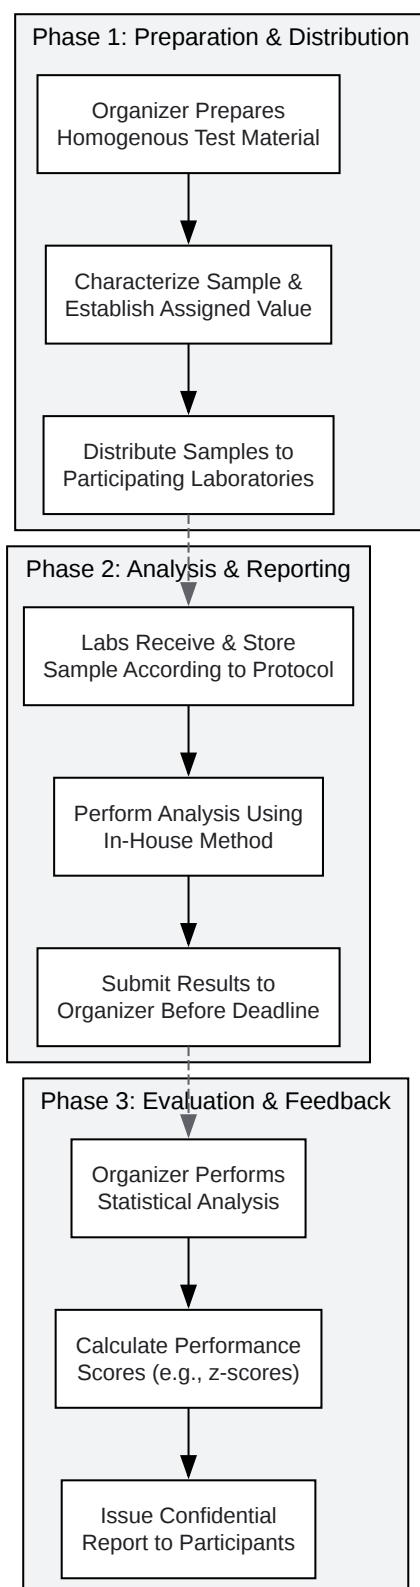 Phase 1: Preparation & Distribution
Organizer Prepares
Homogenous Test Material
Characterize Sample &
Establish Assigned Value
Distribute Samples to
Participating Laboratories
Phase 2: Analysis & Reporting
Labs Receive & Store
Sample According to Protocol
Perform Analysis Using
In-House Method
Submit Results to
Organizer Before Deadline
Phase 3: Evaluation & Feedback
Organizer Performs
Statistical Analysis
Calculate Performance
Scores (e.g., z-scores)
Issue Confidential
Report to Participants